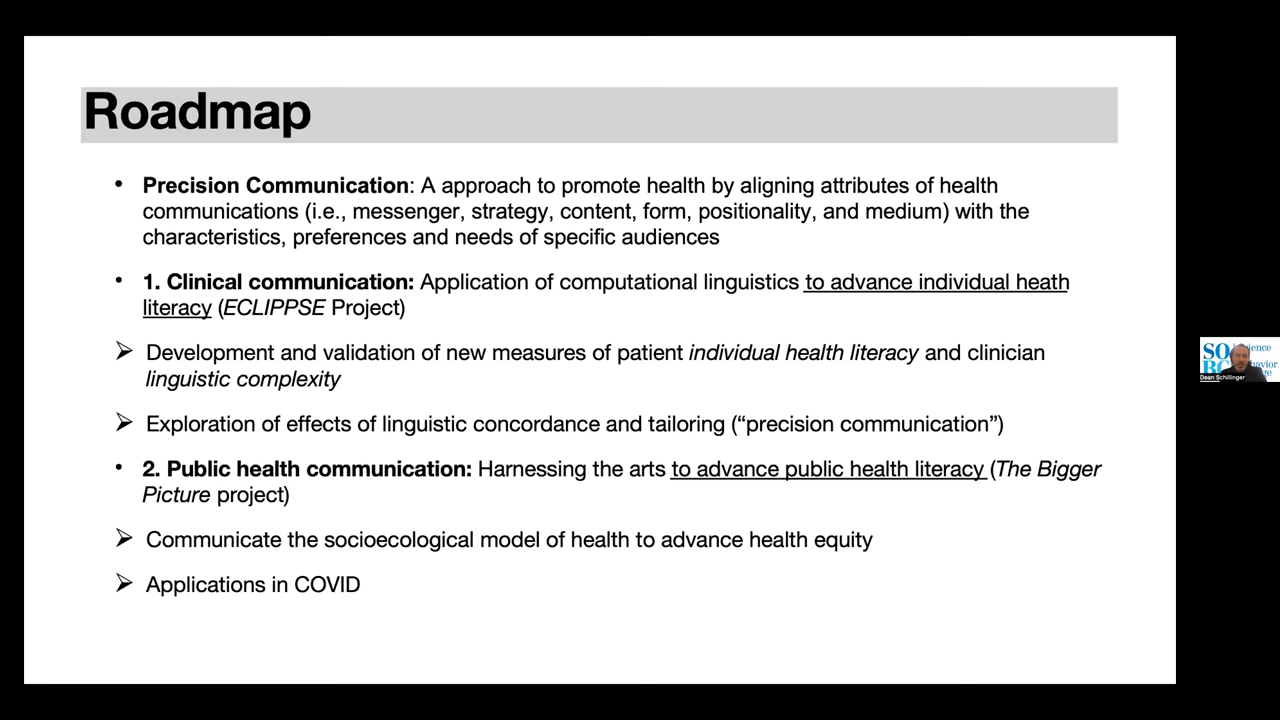 Roadmap
• Precision Communication: A approach to promote health by aligning attributes of health
communications (i.e., messenger, strategy, content, form, positionality, and medium) with the
characteristics, preferences and needs of specific audiences
• 1. Clinical communication: Application of computational linguistics to advance individual heath
literacy (ECLIPPSE Project)
➢ Development and validation of new measures of patient individual health literacy and clinician
linguistic complexity
➢ Exploration of effects of linguistic concordance and tailoring (“precision communication”)
• 2. Public health communication: Harnessing the arts to advance public health literacy (The Bigger
Picture project)
➢ Communicate the socioecological model of health to advance health equity
➢ Applications in COVID
SO
Dean Schillinger